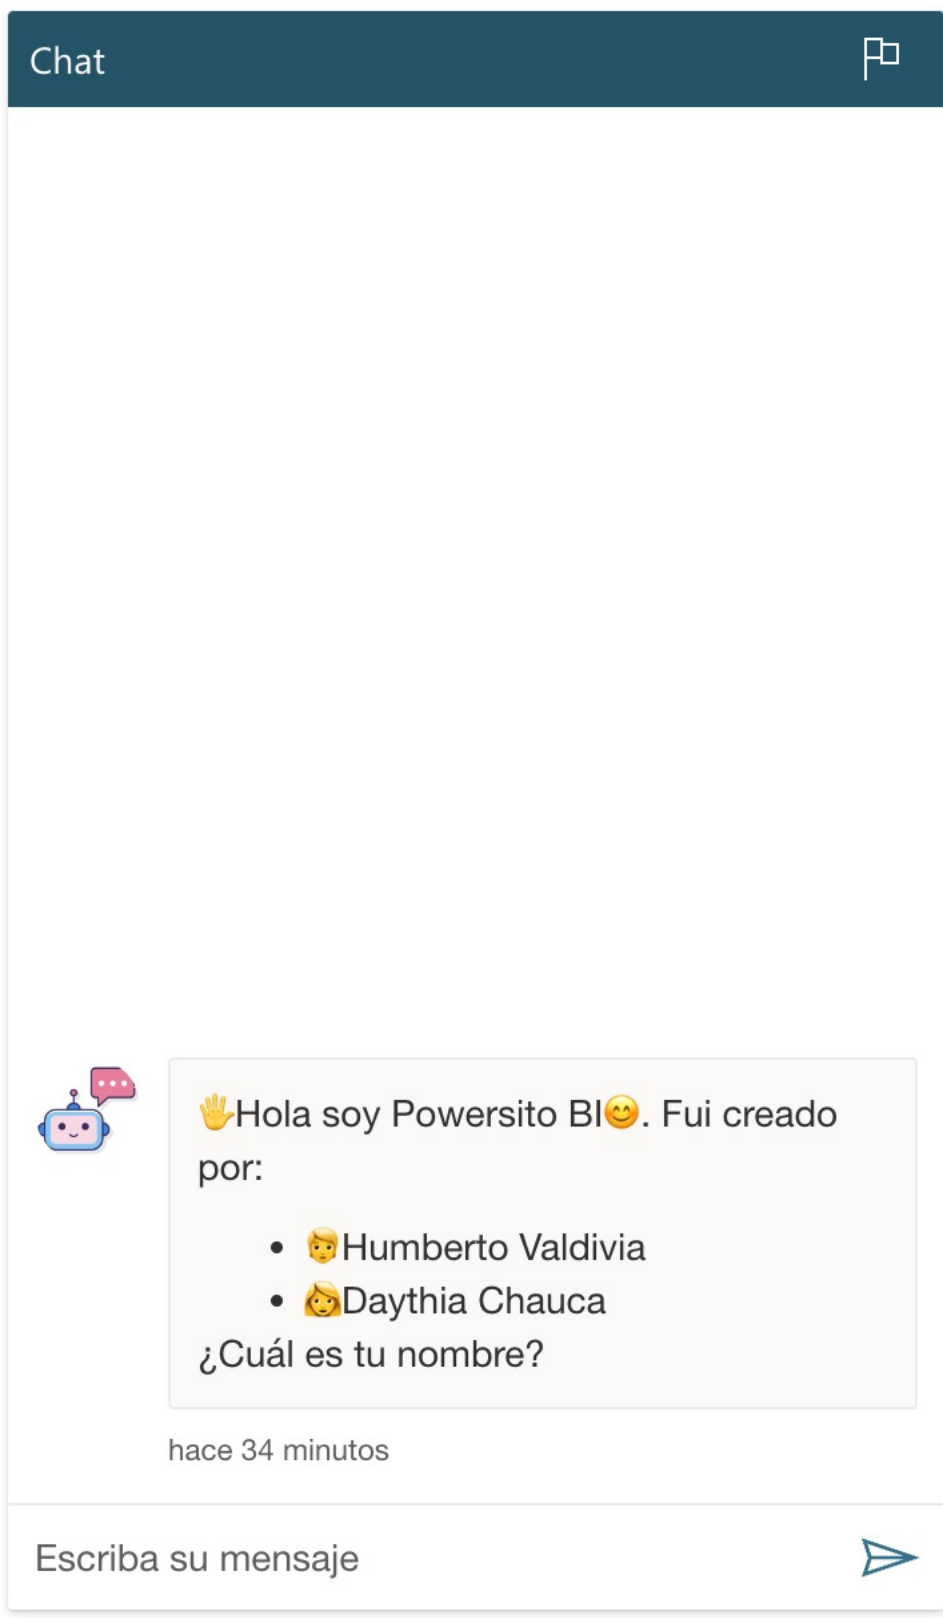 Chat
🖐Hola soy Powersito BI😊. Fui creado
por:
• 🧑Humberto Valdivia
• 👩Daythia Chauca
¿Cuál es tu nombre?
hace 34 minutos
Escriba su mensaje